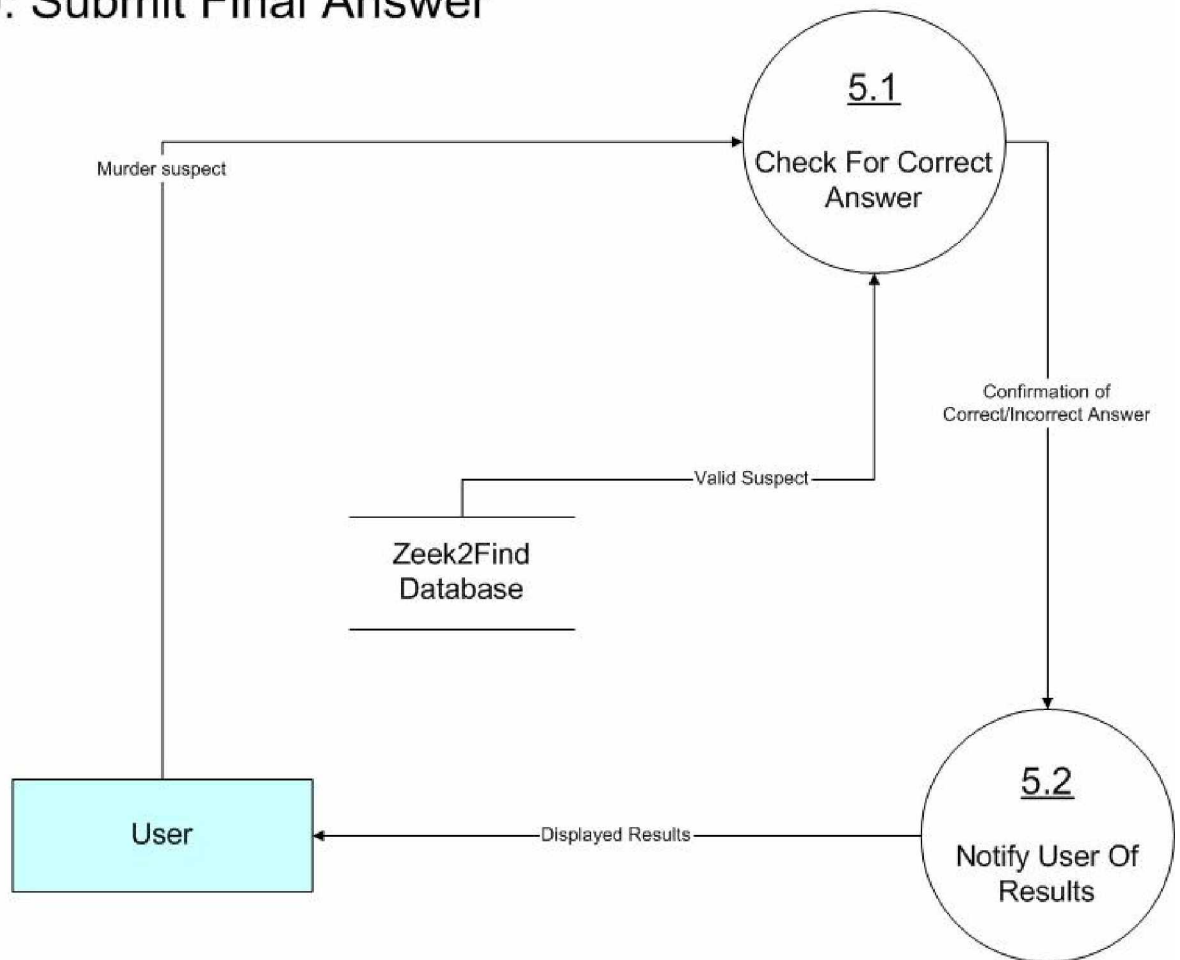 : Submit Final Answer
5.1
Check For Correct
Answer
Murder suspect
Confirmation of
Correct/Incorrect Answer
Valid Suspect
Zeek2Find
Database
5.2
Notify User Of
Results
User
Displayed Results